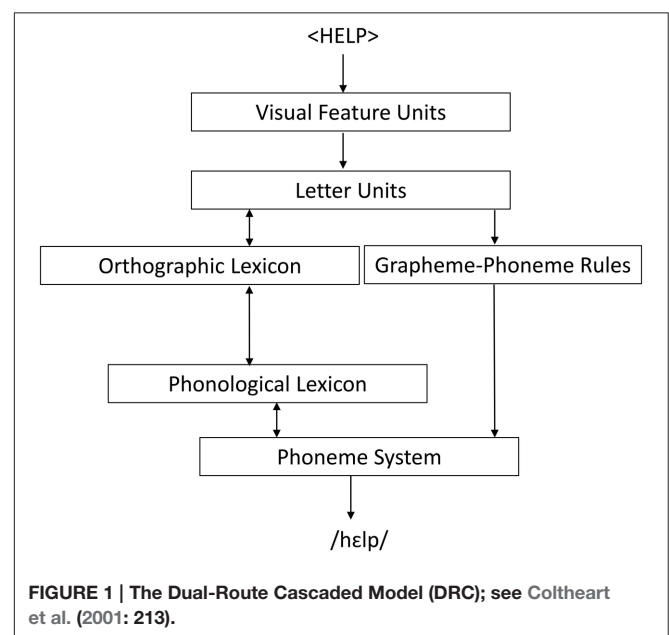 <HELP>
Visual Feature Units
Letter Units
Orthographic Lexicon
Grapheme-Phoneme Rules
Phonological Lexicon
Phoneme System
/hɛlp/
FIGURE 1 | The Dual-Route Cascaded Model (DRC); see Coltheart
et al. (2001: 213).